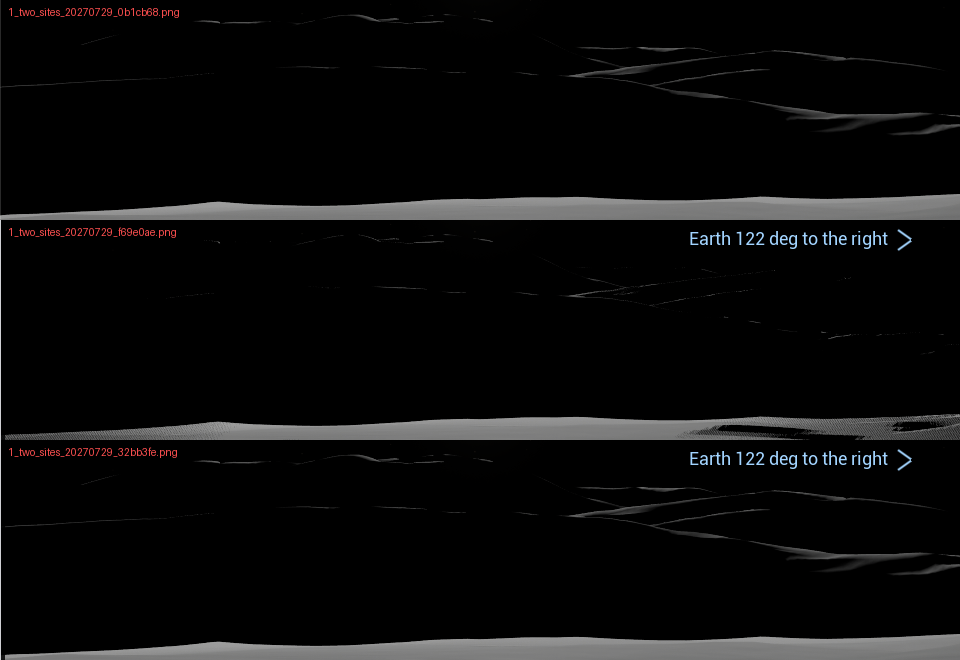 1_two_sites_20270729_0b1cb68.png
1_two_sites_20270729_f69e0ae.png
Earth 122 deg to the right
1_two_sites_20270729_32bb3fe.png
Earth 122 deg to the right